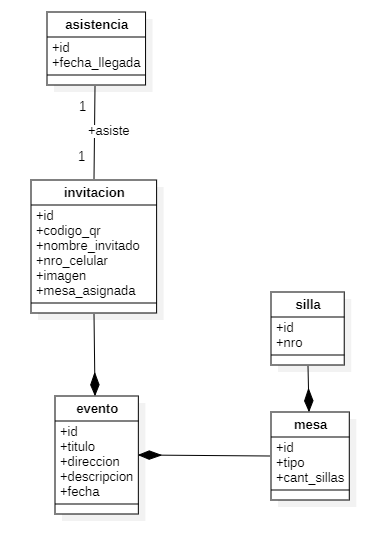 asistencia
+id
+fecha_llegada
1
+asiste
1
invitacion
+id
+codigo_qr
+nombre_invitado
+nro_celular
+imagen
+mesa_asignada
silla
+id
+nro
evento
+id
+titulo
+direccion
+descripcion
+fecha
mesa
+id
+tipo
+cant_sillas